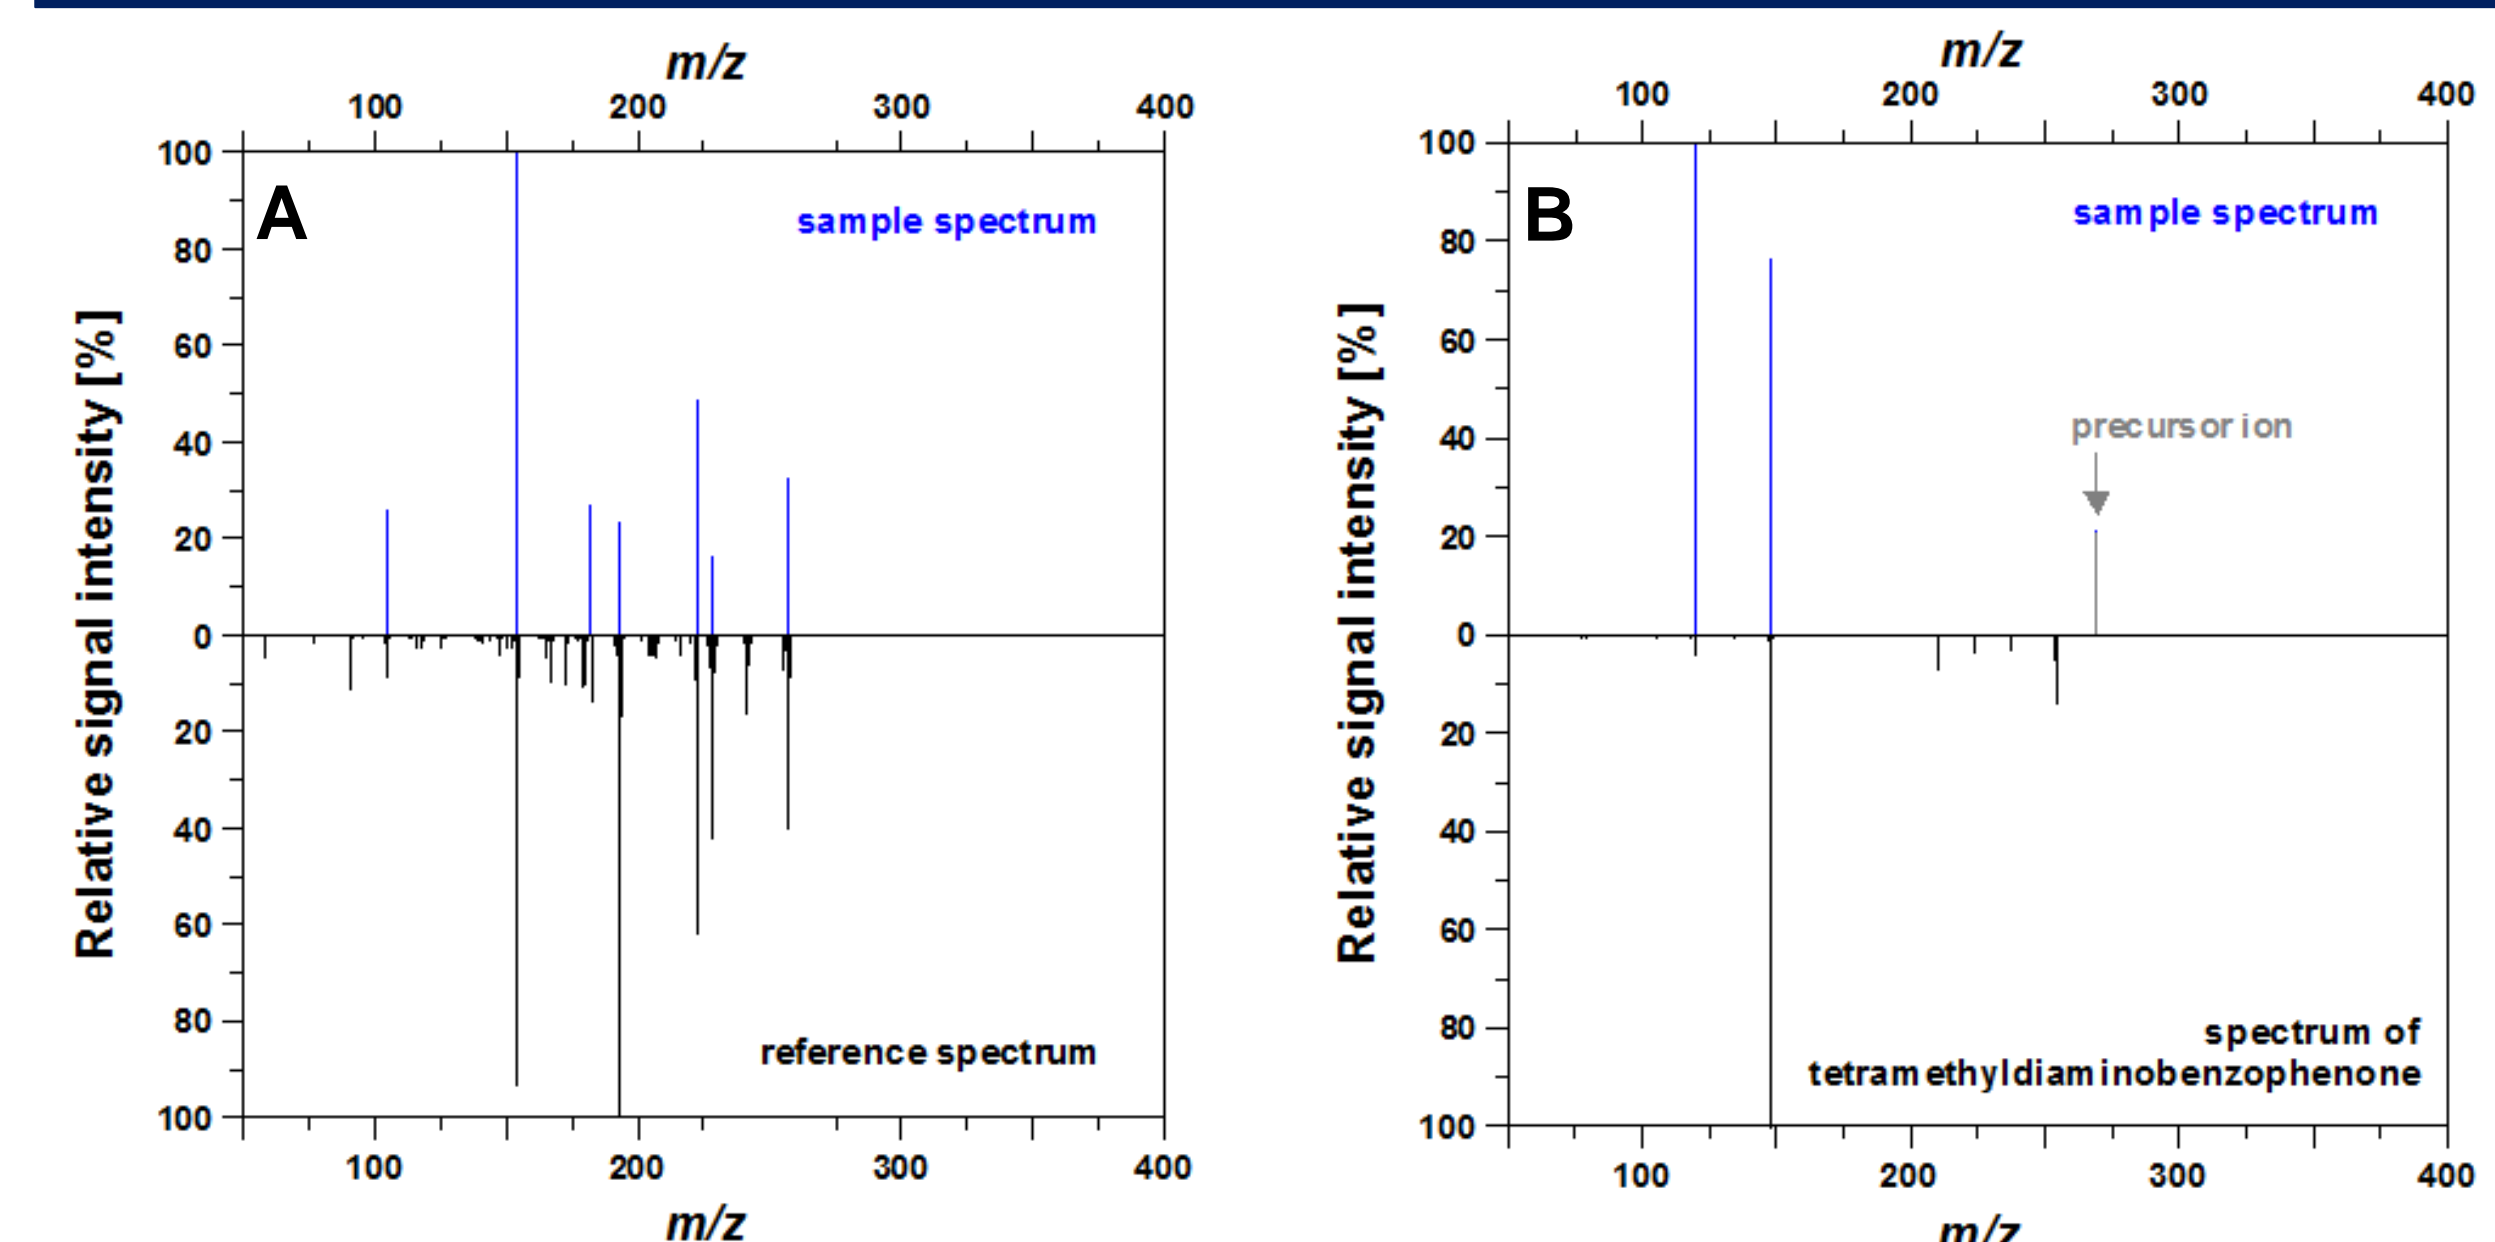 m/z
100 200 300 400
A
sample spectrum
Relative signal intensity [%]
100
80
60
40
20
0
20
40
60
80
100
reference spectrum
100 200 300 400
m/z
m/z
100 200 300 400
B
sample spectrum
precursor ion
Relative signal intensity [%]
100
80
60
40
20
0
20
40
60
80
100
spectrum of
tetramethyldiaminobenzophenone
100 200 300 400
m/z